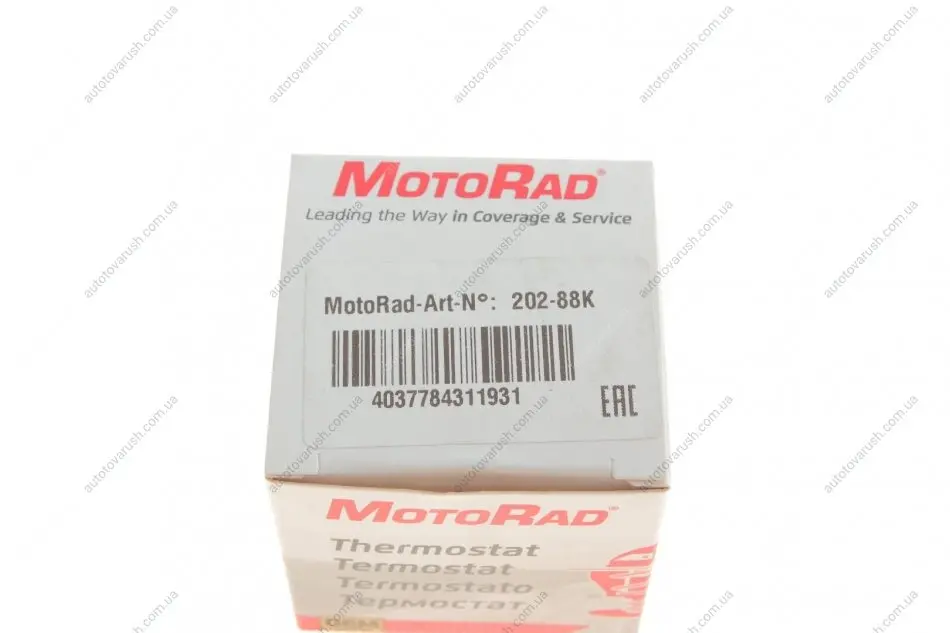 MOTORAD®
Leading the Way in Coverage & Service
MotoRad-Art-N°: 202-88K
4037784311931
EAC
MOTORAD®
Thermostat
Termostat
Termostato
Термостат
autotovarush.com.ua